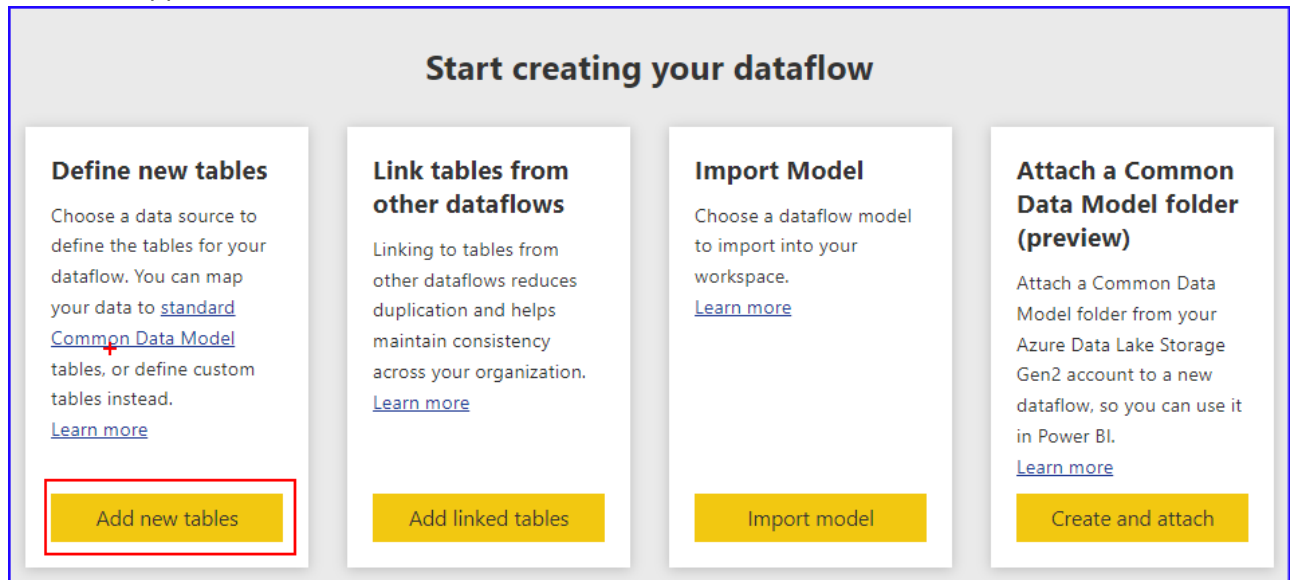 Start creating your dataflow
Define new tables
Choose a data source to
define the tables for your
dataflow. You can map
your data to standard
Common Data Model
tables, or define custom
tables instead.
Learn more
Add new tables
Link tables from
other dataflows
Linking to tables from
other dataflows reduces
duplication and helps
maintain consistency
across your organization.
Learn more
Add linked tables
Import Model
Choose a dataflow model
to import into your
workspace.
Learn more
Import model
Attach a Common
Data Model folder
(preview)
Attach a Common Data
Model folder from your
Azure Data Lake Storage
Gen2 account to a new
dataflow, so you can use it
in Power BI.
Learn more
Create and attach